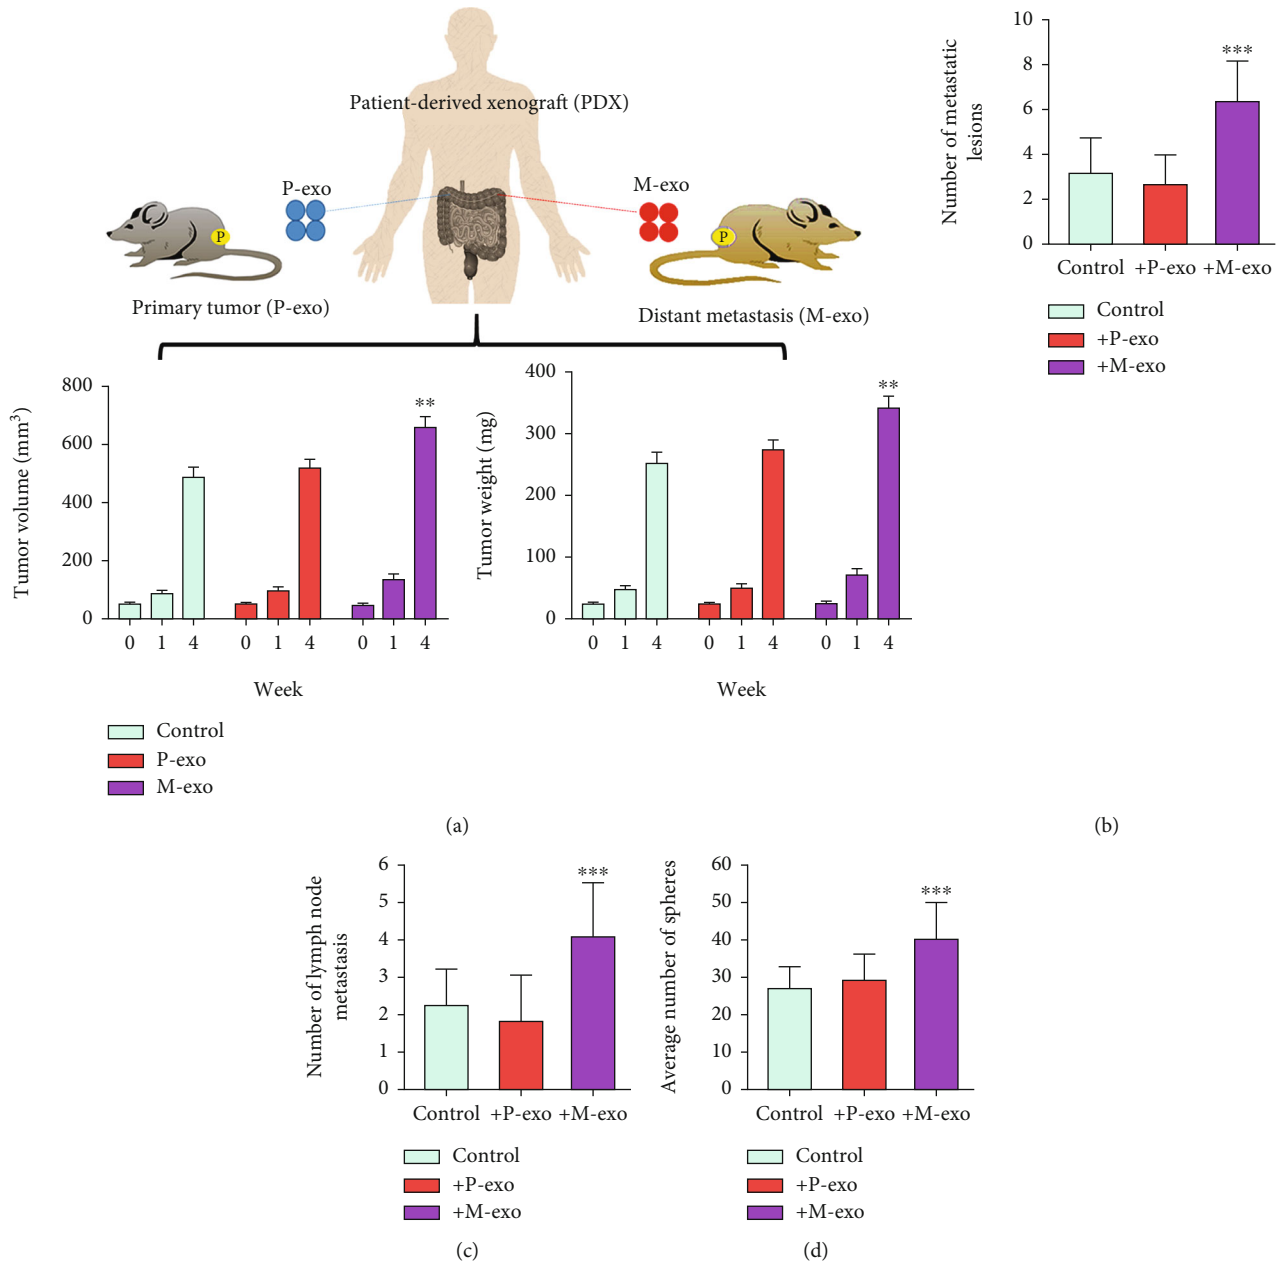 Patient-derived xenograft (PDX)
P-exo
M-exo
P
P
Primary tumor (P-exo)
Distant metastasis (M-exo)
Tumor volume (mm³)
800
600
400
200
0
0 1 4 0 1 4 0 1 4
**
Week
Tumor weight (mg)
400
300
200
100
0
0 1 4 0 1 4 0 1 4
**
Week
Control
P-exo
M-exo
(a)
Number of metastatic
lesions
10
8
6
4
2
0
***
Control +P-exo +M-exo
Control
+P-exo
+M-exo
(b)
Number of lymph node
metastasis
6
5
4
3
2
1
0
***
Control +P-exo +M-exo
Control
+P-exo
+M-exo
(c)
Average number of spheres
60
50
40
30
20
10
0
***
Control +P-exo +M-exo
Control
+P-exo
+M-exo
(d)